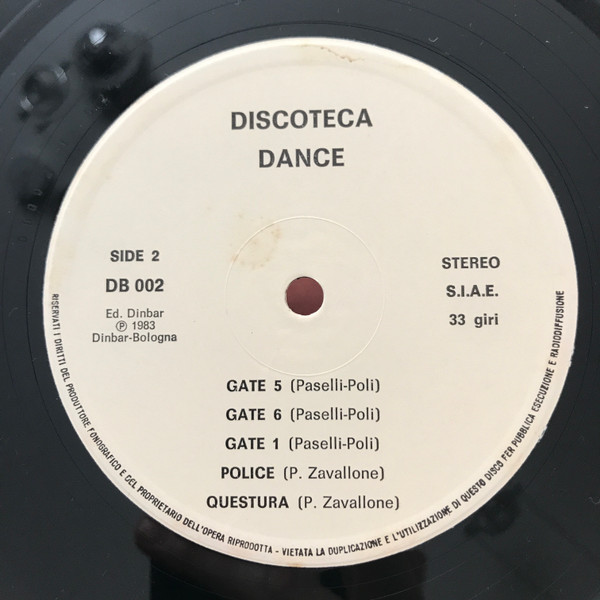 DISCOTECA
DANCE
SIDE 2
DB 002
Ed. Dinbar
℗ 1983
Dinbar-Bologna
STEREO
S.I.A.E.
33 giri
GATE 5 (Paselli-Poli)
GATE 6 (Paselli-Poli)
GATE 1 (Paselli-Poli)
POLICE (P. Zavallone)
QUESTURA (P. Zavallone)
RISERVATI I DIRITTI DEL PRODUTTORE FONOGRAFICO E DEL PROPRIETARIO DELL'OPERA RIPRODOTTA - VIETATA LA DUPLICAZIONE E L'UTILIZZAZIONE DI QUESTO DISCO PER PUBBLICA ESECUZIONE E RADIODIFFUSIONE